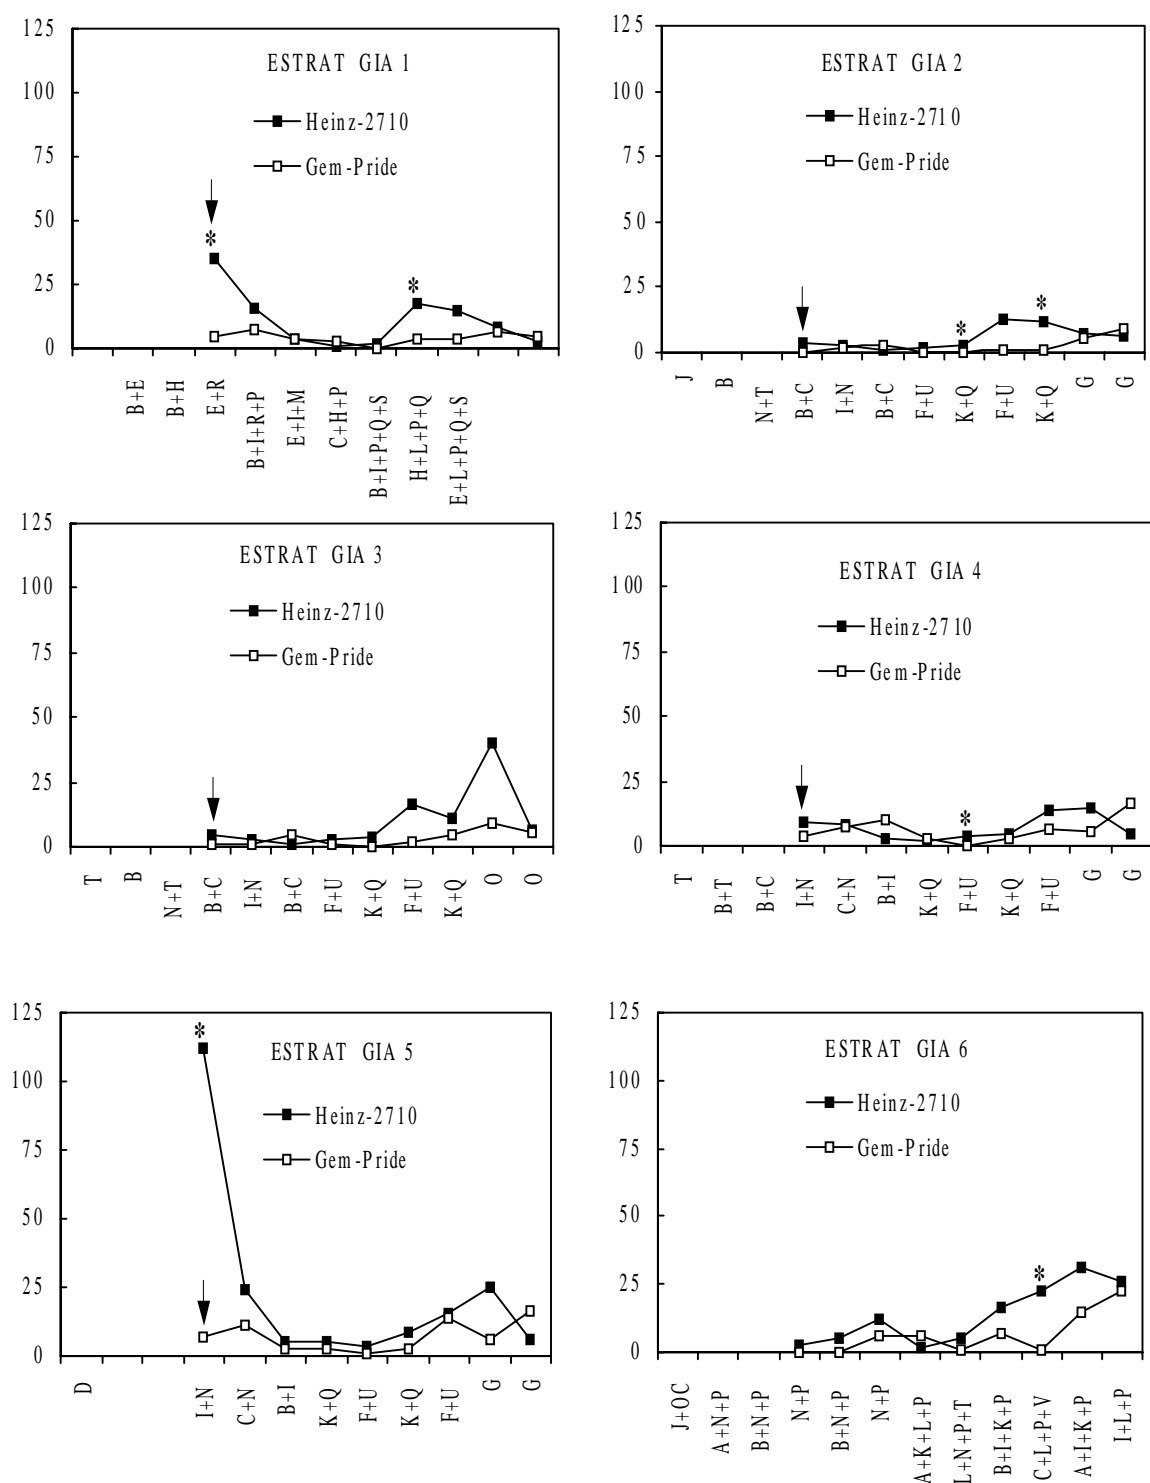 125
100
75
50
25
0
ESTRAT GIA 1
Heinz-2710
Gem-Pride
*
*
B+E
B+H
E+R
B+I+R+P
E+I+M
C+H+P
B+I+P+Q+S
H+L+P+Q
E+L+P+Q+S
125
100
75
50
25
0
ESTRAT GIA 2
Heinz-2710
Gem-Pride
*
*
J
B
N+T
B+C
I+N
B+C
F+U
K+Q
F+U
K+Q
G
G
125
100
75
50
25
0
ESTRAT GIA 3
Heinz-2710
Gem-Pride
T
B
N+T
B+C
I+N
B+C
F+U
K+Q
F+U
K+Q
O
O
125
100
75
50
25
0
ESTRAT GIA 4
Heinz-2710
Gem-Pride
*
T
B+T
B+C
I+N
C+N
B+I
K+Q
F+U
K+Q
F+U
G
G
125
100
75
50
25
0
*
ESTRAT GIA 5
Heinz-2710
Gem-Pride
D
I+N
C+N
B+I
K+Q
F+U
K+Q
F+U
G
G
125
100
75
50
25
0
ESTRAT GIA 6
Heinz-2710
Gem-Pride
*
J+OC
A+N+P
B+N+P
N+P
B+N+P
N+P
A+K+L+P
L+N+P+T
B+I+K+P
C+L+P+V
A+I+K+P
I+L+P